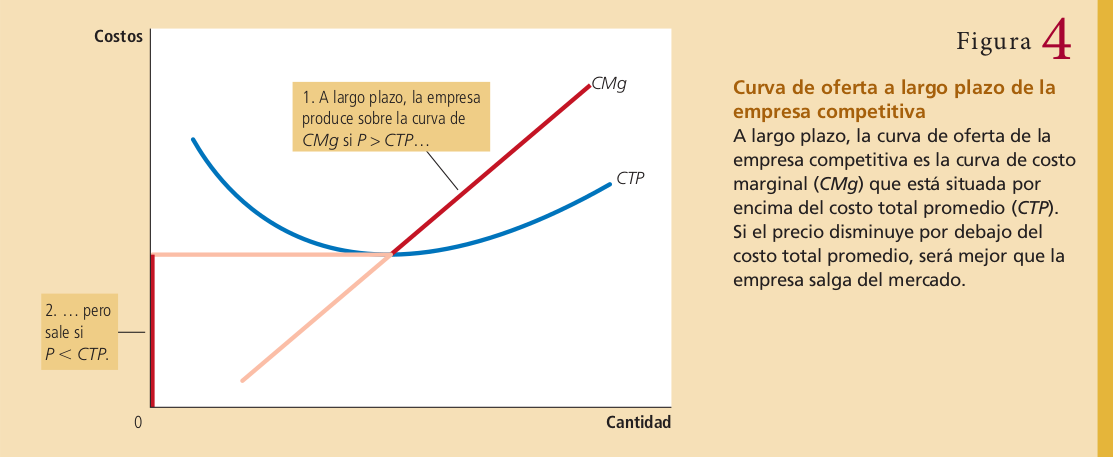 Costos
1. A largo plazo, la empresa
produce sobre la curva de
CMg si P > CTP…
CMg
CTP
2. … pero
sale si
P < CTP.
0
Cantidad
Figura 4
Curva de oferta a largo plazo de la
empresa competitiva
A largo plazo, la curva de oferta de la
empresa competitiva es la curva de costo
marginal (CMg) que está situada por
encima del costo total promedio (CTP).
Si el precio disminuye por debajo del
costo total promedio, será mejor que la
empresa salga del mercado.